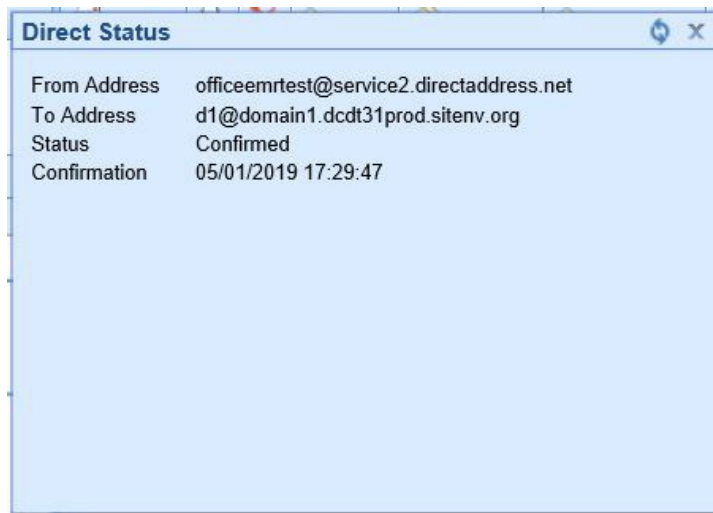 Direct Status
From Address officeemrtest@service2.directaddress.net
To Address d1@domain1.dcdt31prod.sitenv.org
Status Confirmed
Confirmation 05/01/2019 17:29:47